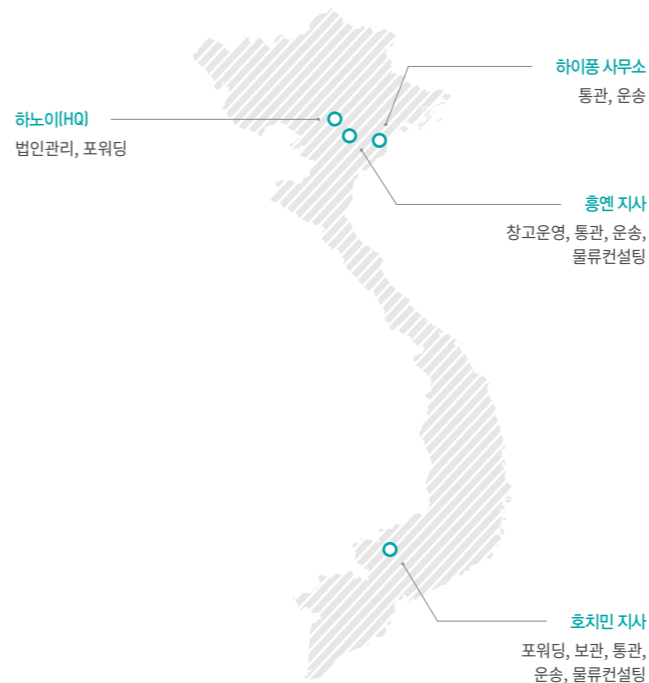 하이퐁 사무소
통관, 운송
하노이(HQ)
법인관리, 포워딩
흥옌 지사
창고운영, 통관, 운송,
물류컨설팅
호치민 지사
포워딩, 보관, 통관,
운송, 물류컨설팅